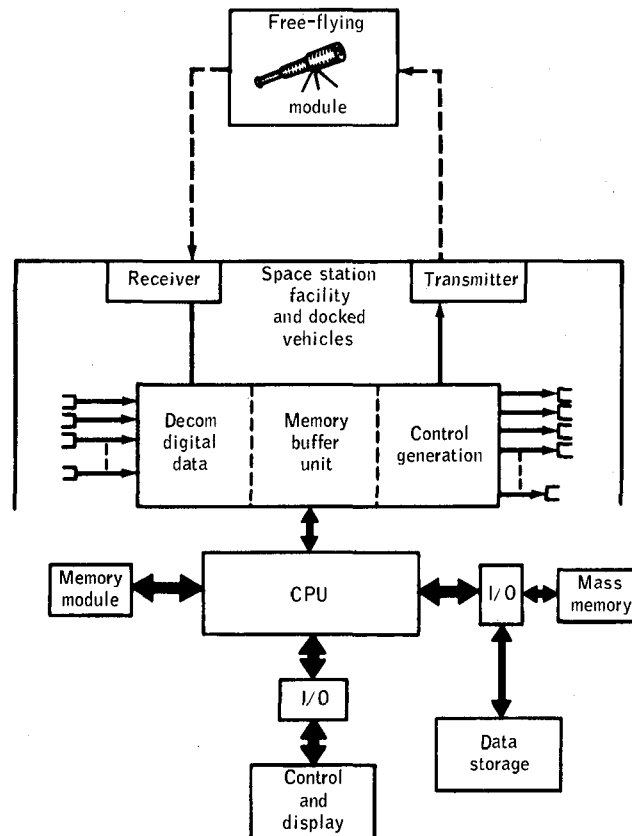 Free-flying
module
Receiver
Space station
facility
and docked
vehicles
Transmitter
Decom
digital
data
Memory
buffer
unit
Control
generation
Memory
module
CPU
I/O
Mass
memory
I/O
Data
storage
Control
and
display